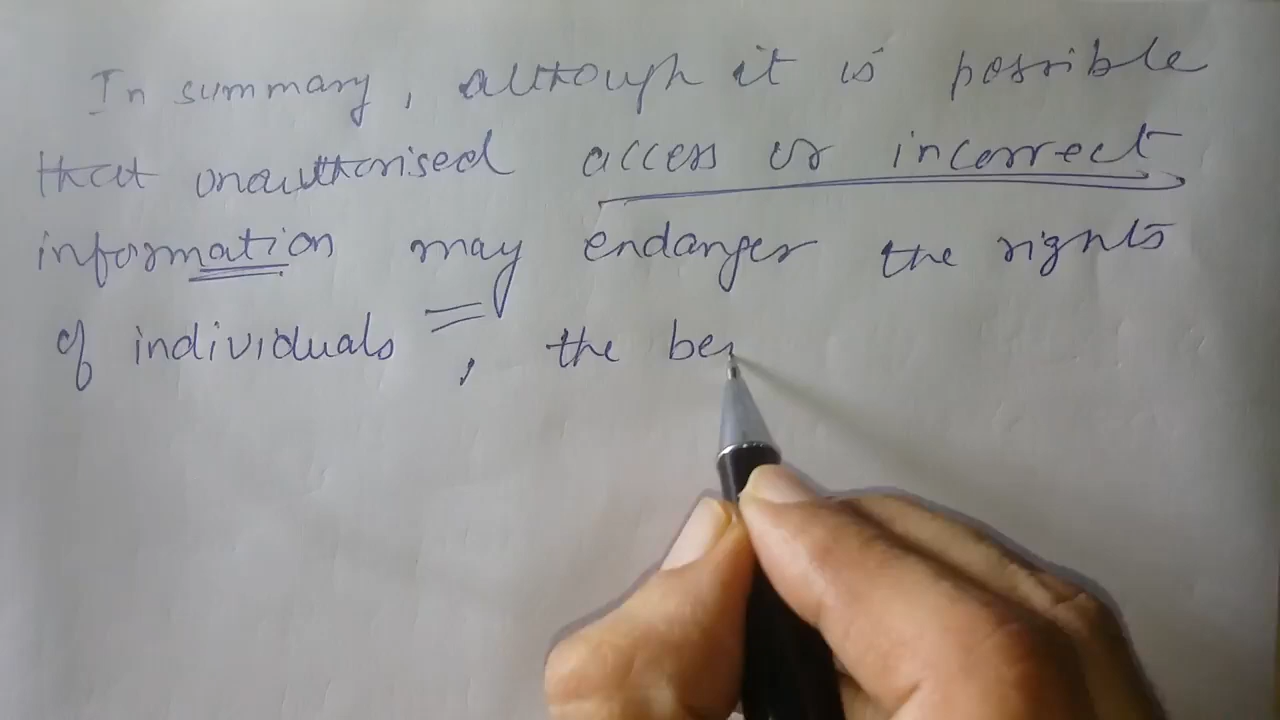 In summary, although it is possible
that unauthorised access or incorrect
information may endanger the rights
of individuals, the be